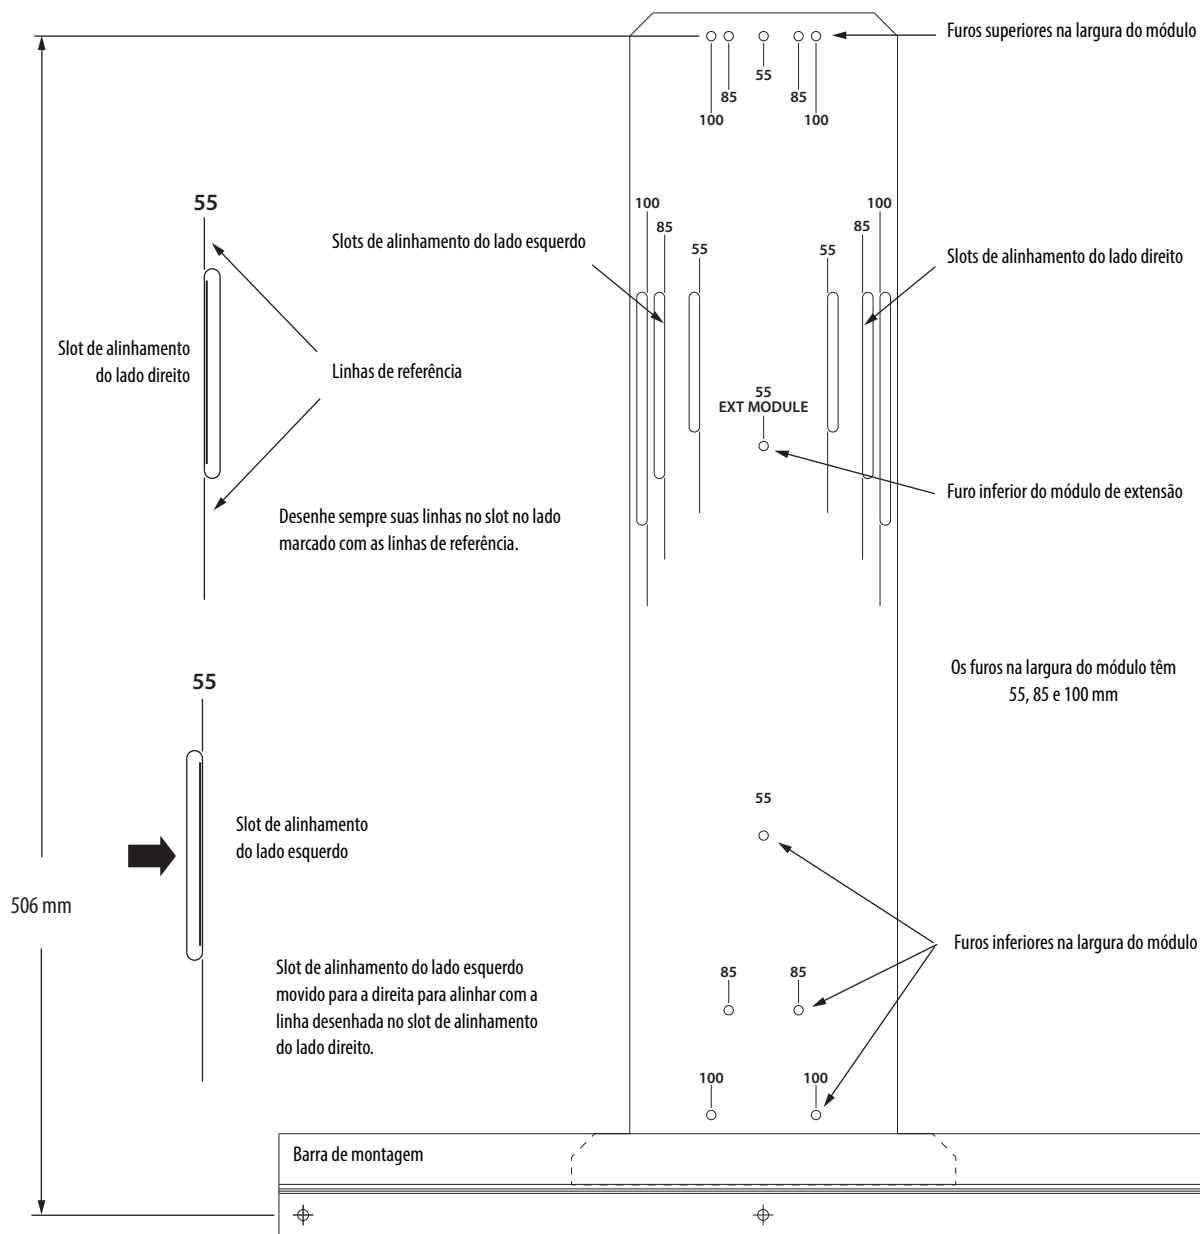 Furos superiores na largura do módulo
55
85
85
100
100
55
100
100
85
85
Slots de alinhamento do lado esquerdo
55
55
Slots de alinhamento do lado direito
Slot de alinhamento
do lado direito
Linhas de referência
55
EXT MODULE
Furo inferior do módulo de extensão
Desenhe sempre suas linhas no slot no lado
marcado com as linhas de referência.
Os furos na largura do módulo têm
55, 85 e 100 mm
55
55
Slot de alinhamento
do lado esquerdo
506 mm
Furos inferiores na largura do módulo
Slot de alinhamento do lado esquerdo
movido para a direita para alinhar com a
linha desenhada no slot de alinhamento
do lado direito.
85
85
100
100
Barra de montagem